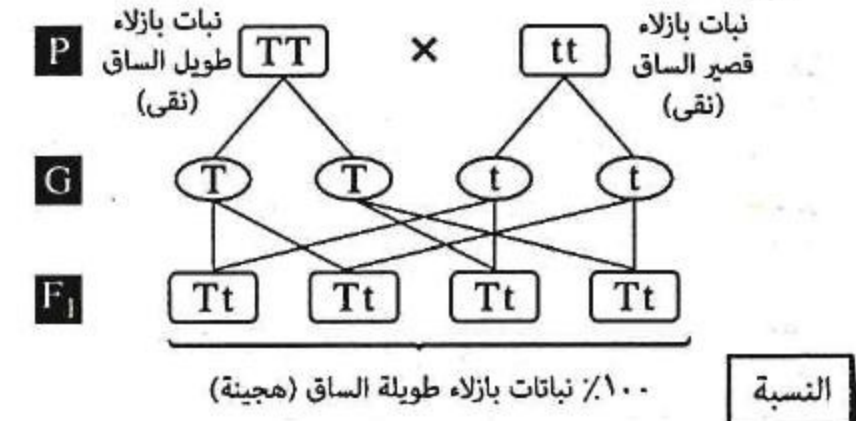 نبات بازلاء
قصير الساق
(نقى)
tt
×
TT
نبات بازلاء
طويل الساق
(نقى)
P
G
T T t t
F₁
Tt Tt Tt Tt
١٠٠٪ نباتات بازلاء طويلة الساق (هجينة)
النسبة